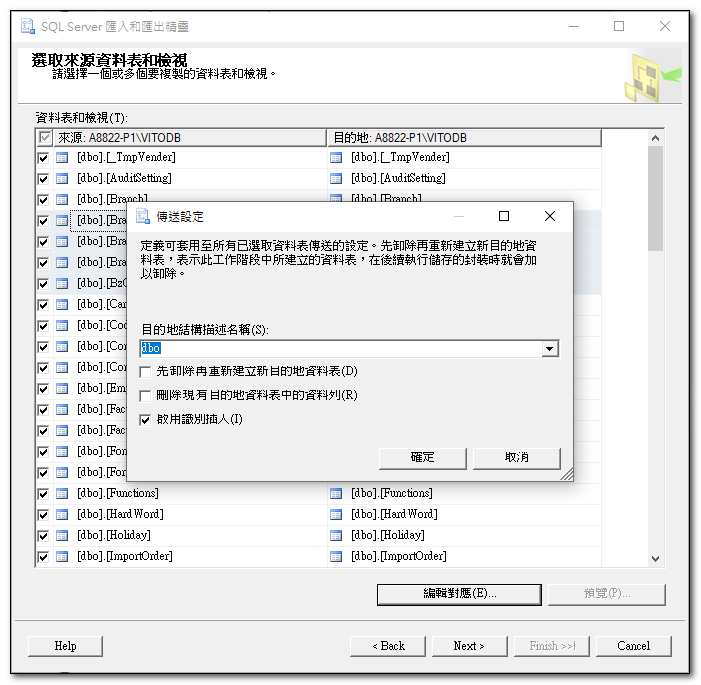 SQL Server 匯入和匯出精靈
選取來源資料表和檢視
請選擇一個或多個要複製的資料表和檢視。
資料表和檢視(T):
來源: A8822-P1\VITODB
目的地: A8822-P1\VITODB
[dbo].[_TmpVender]
[dbo].[_TmpVender]
[dbo].[AuditSetting]
[dbo].[AuditSetting]
[dbo].[Branch]
[dbo].[Branch]
[dbo].[Bra
[dbo].[Bra
[dbo].[Bra
[dbo].[BzC
[dbo].[Car
[dbo].[Cod
[dbo].[Con
[dbo].[Con
[dbo].[Emp
[dbo].[Fac
[dbo].[Fac
[dbo].[For
[dbo].[For
[dbo].[Functions]
[dbo].[Functions]
[dbo].[HardWord]
[dbo].[HardWord]
[dbo].[Holiday]
[dbo].[Holiday]
[dbo].[ImportOrder]
[dbo].[ImportOrder]
傳送設定
定義可套用至所有已選取資料表傳送的設定。先卸除再重新建立新目的地資
料表，表示此工作階段中所建立的資料表，在後續執行儲存的封裝時就會加
以卸除。
目的地結構描述名稱(S):
dbo
先卸除再重新建立新目的地資料表(D)
刪除現有目的地資料表中的資料列(R)
啟用識別插入(I)
確定
取消
編輯對應(E)...
預覽(P)...
Help
< Back
Next >
Finish >>|
Cancel